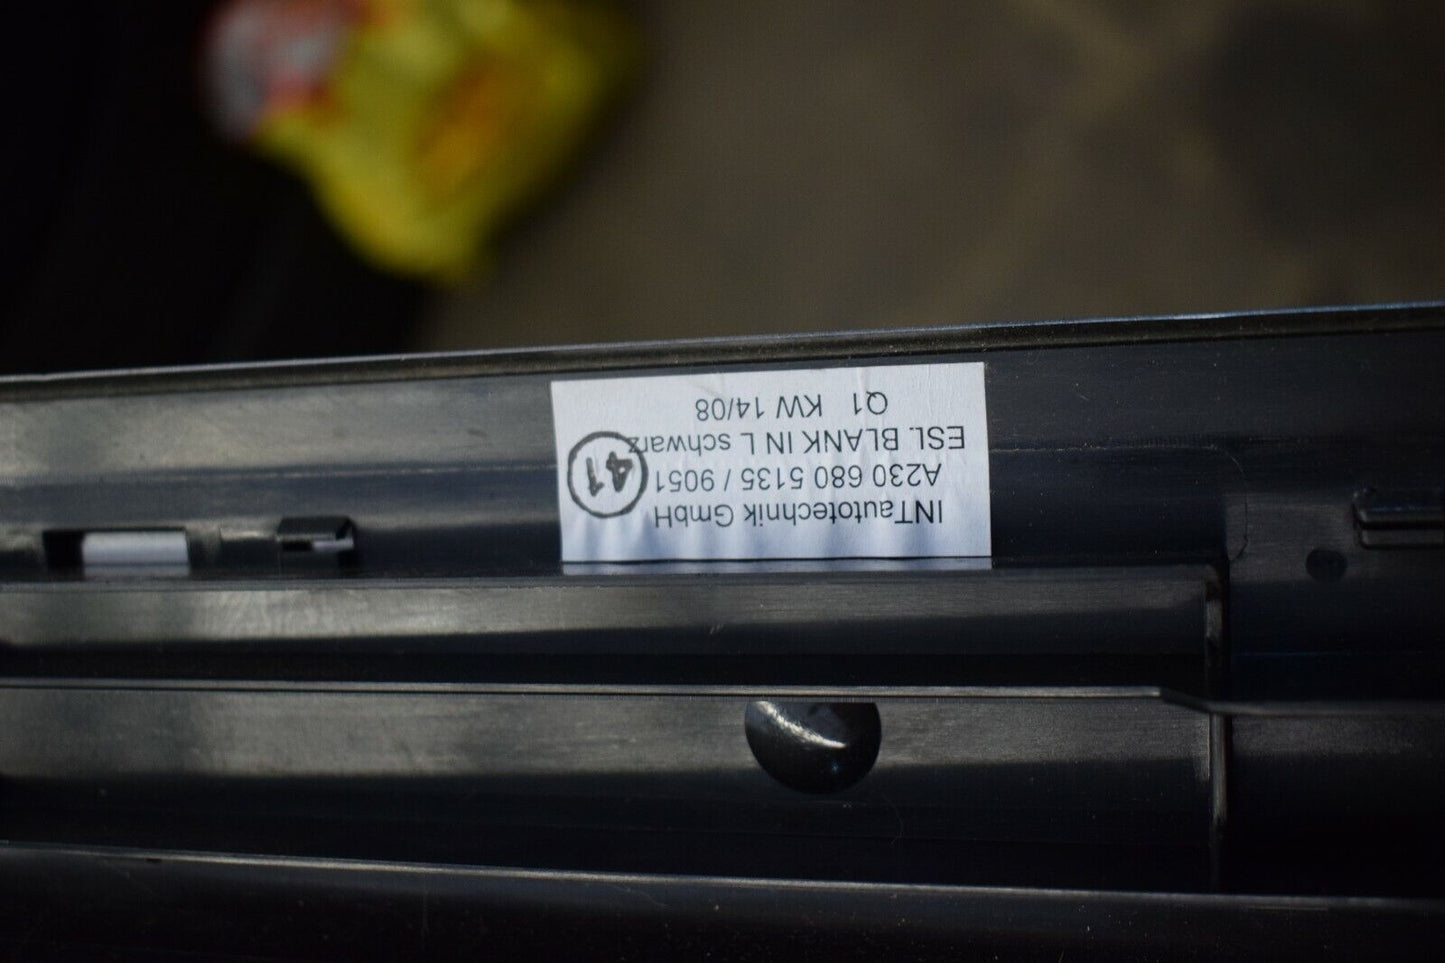 INTautotechnik GmbH
A230 680 5135 / 9051
ESL. BLANK IN L schwarz
Q1 KW 14/08
41